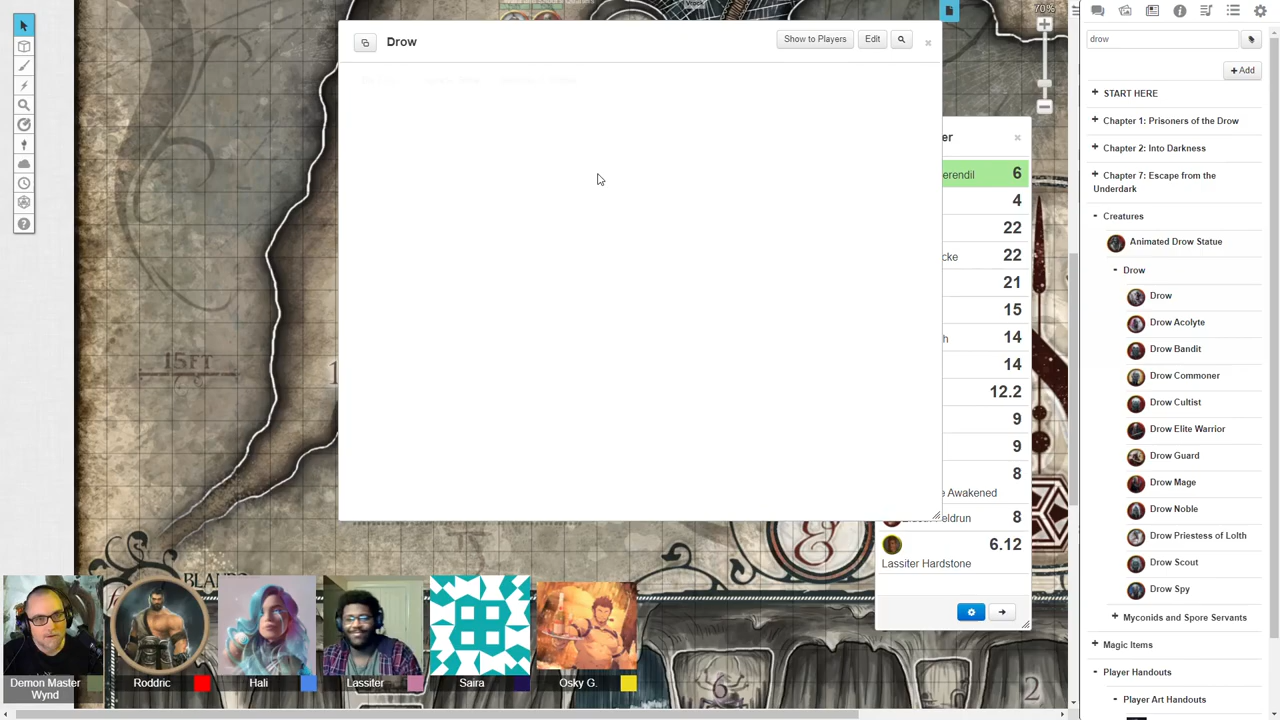 70%
Drow
Show to Players
Edit
drow
Add
START HERE
Chapter 1: Prisoners of the Drow
Chapter 2: Into Darkness
Chapter 7: Escape from the
Underdark
Creatures
Animated Drow Statue
Drow
Drow
Drow Acolyte
Drow Bandit
Drow Commoner
Drow Cultist
Drow Elite Warrior
Drow Guard
Drow Mage
Drow Noble
Drow Priestess of Lolth
Drow Scout
Drow Spy
Myconids and Spore Servants
Magic Items
Player Handouts
Player Art Handouts
er
erendil 6
4
22
cke 22
21
15
h 14
14
12.2
9
9
8
e Awakened
8
6.12
Lassiter Hardstone
15FT
1
6
2
Demon Master
Wynd
Roddric
Hali
Lassiter
Saira
Osky G.